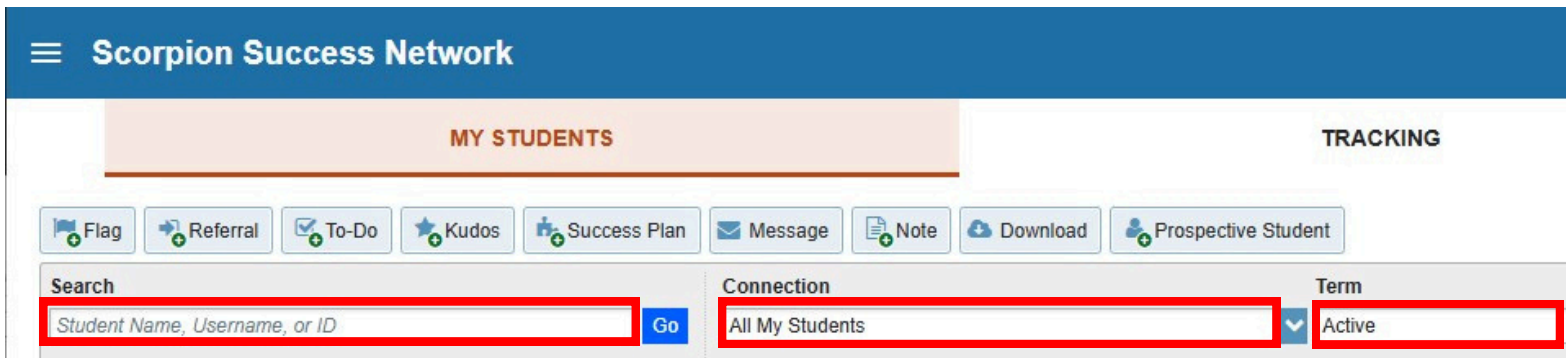 Scorpion Success Network
MY STUDENTS TRACKING
Flag Referral To-Do Kudos Success Plan Message Note Download Prospective Student
Search Connection Term
Student Name, Username, or ID Go All My Students Active